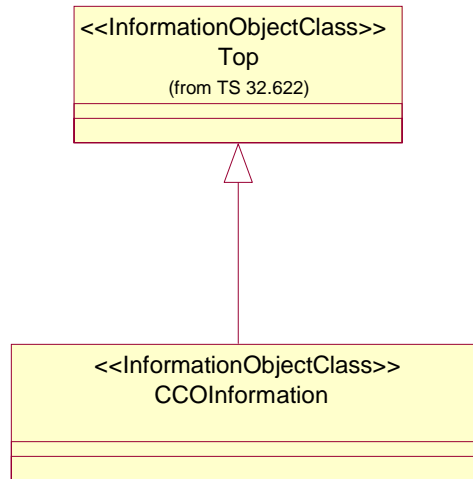 <<InformationObjectClass>>
Top
(from TS 32.622)
<<InformationObjectClass>>
CCOInformation